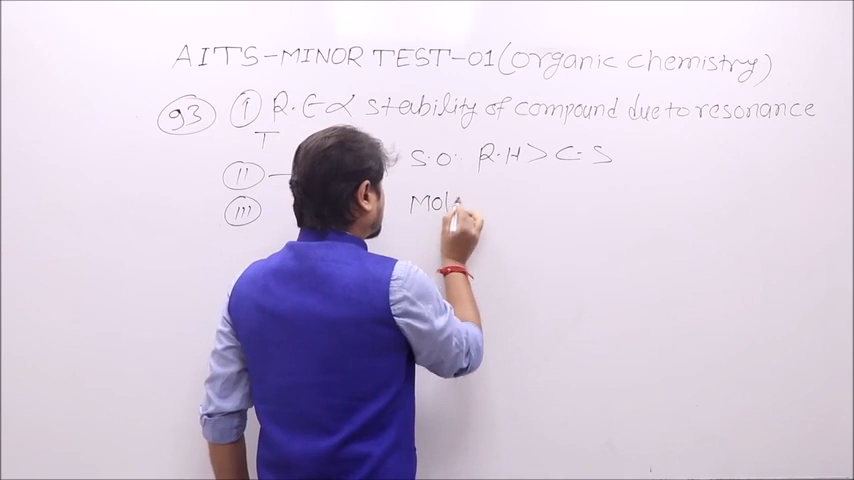 AITS-MINOR TEST-01 (organic chemistry)
93 (I) R.E ∝ stability of compound due to resonance
T
(II) — S.O. R.H > C.S
(III) Mol